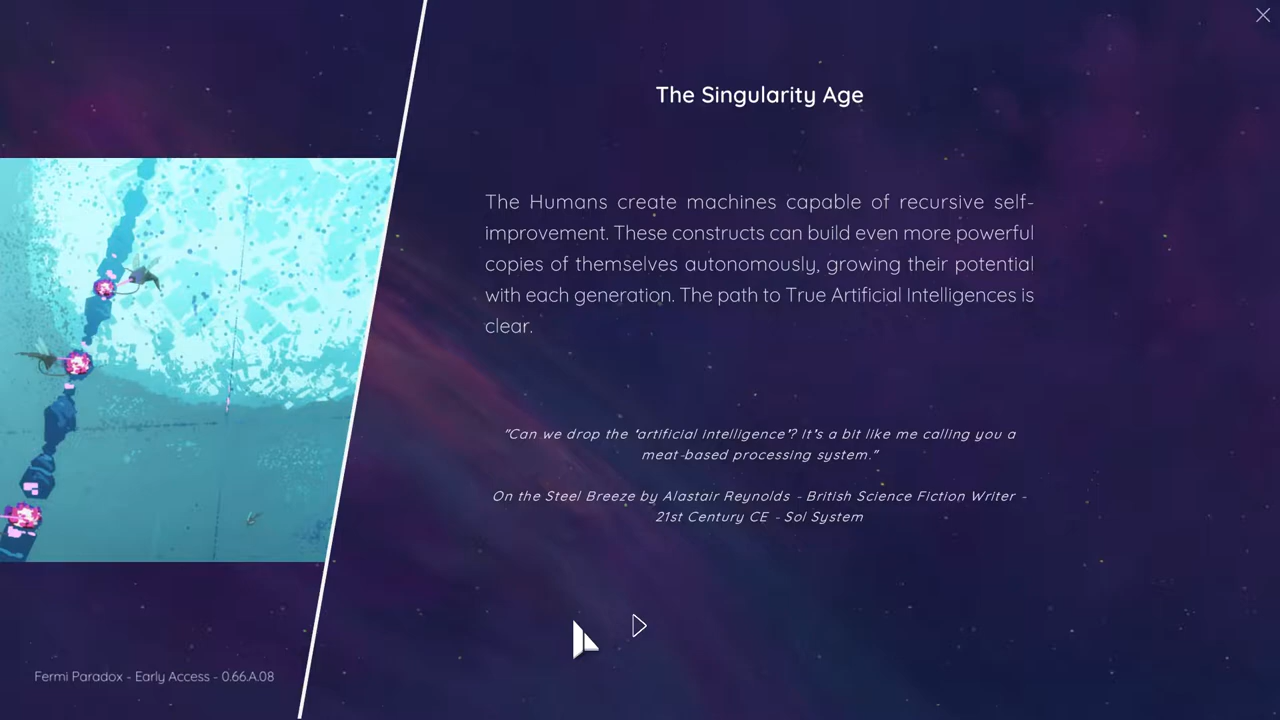 The Singularity Age
The Humans create machines capable of recursive self-
improvement. These constructs can build even more powerful
copies of themselves autonomously, growing their potential
with each generation. The path to True Artificial Intelligences is
clear.
"Can we drop the 'artificial intelligence'? It's a bit like me calling you a
meat-based processing system."
On the Steel Breeze by Alastair Reynolds - British Science Fiction Writer -
21st Century CE - Sol System
Fermi Paradox - Early Access - 0.66.A.08